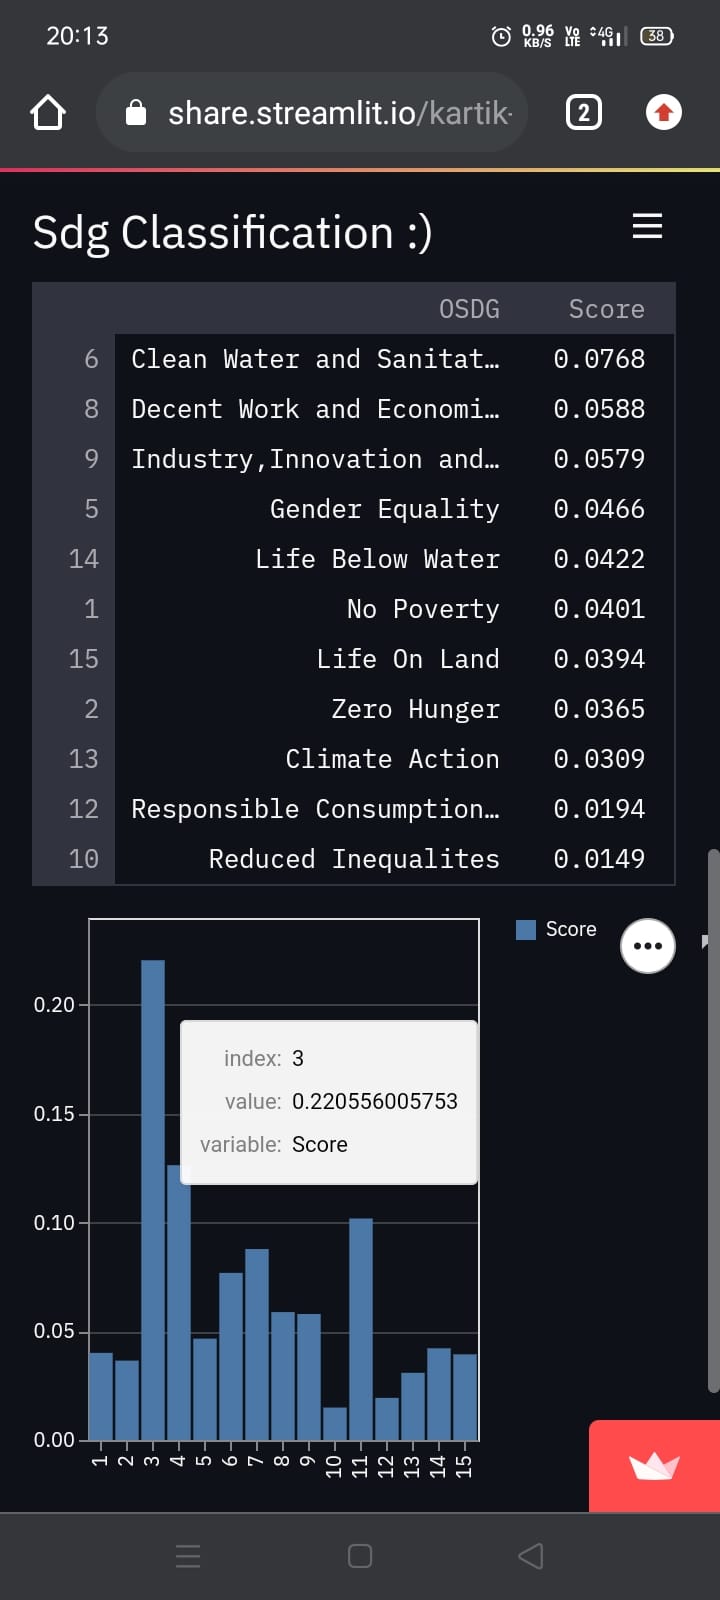 20:13 0.96 KB/S Vo LTE 4G 38
share.streamlit.io/kartik-
2
Sdg Classification :)
OSDG Score
6 Clean Water and Sanitat… 0.0768
8 Decent Work and Economi… 0.0588
9 Industry,Innovation and… 0.0579
5 Gender Equality 0.0466
14 Life Below Water 0.0422
1 No Poverty 0.0401
15 Life On Land 0.0394
2 Zero Hunger 0.0365
13 Climate Action 0.0309
12 Responsible Consumption… 0.0194
10 Reduced Inequalites 0.0149
Score
0.20
0.15
0.10
0.05
0.00
index: 3
value: 0.220556005753
variable: Score
1 2 3 4 5 6 7 8 9 10 11 12 13 14 15